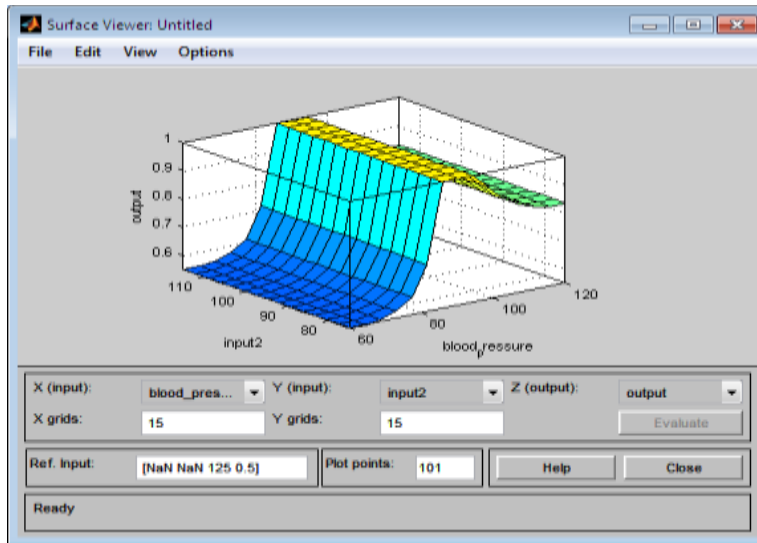 Surface Viewer: Untitled
File Edit View Options
1
0.9
0.8
0.7
0.6
output
110
100
90
80
input2
60
80
100
120
blood_pressure
X (input): blood_pres... Y (input): input2 Z (output): output
X grids: 15 Y grids: 15 Evaluate
Ref. Input: [NaN NaN 125 0.5] Plot points: 101 Help Close
Ready